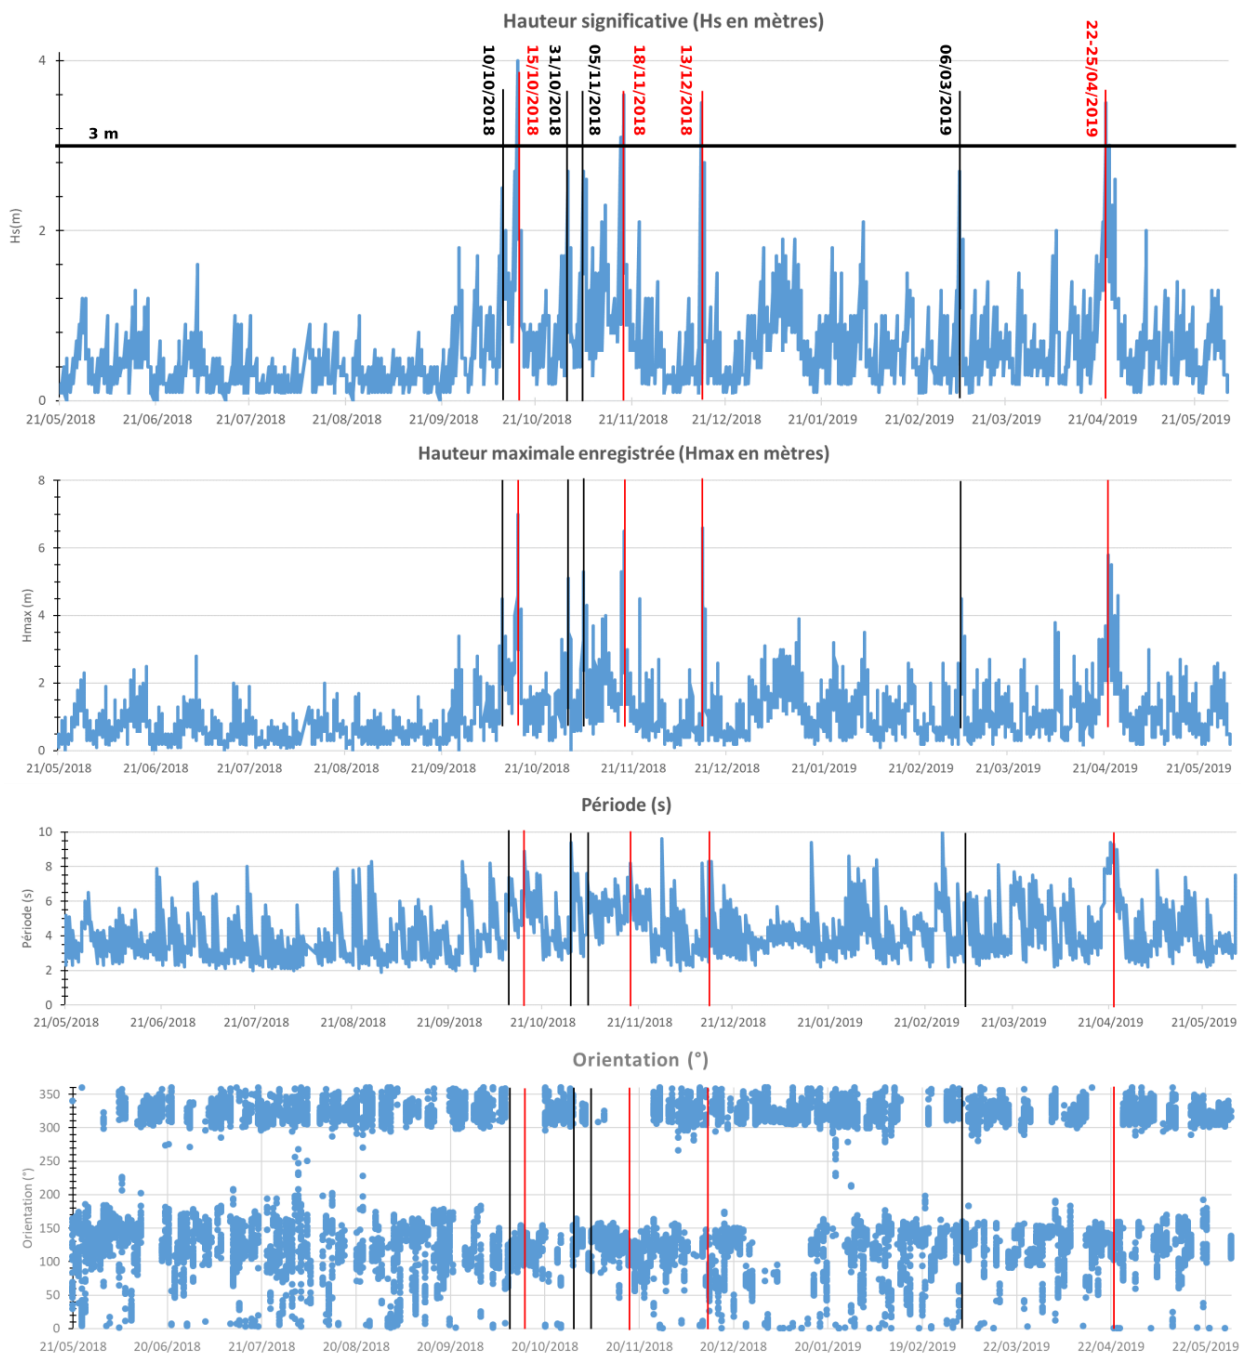 Hauteur significative (Hs en mètres)
10/10/2018
15/10/2018
31/10/2018
05/11/2018
18/11/2018
13/12/2018
06/03/2019
22-25/04/2019
4
3 m
2
0
Hs(m)
21/05/2018 21/06/2018 21/07/2018 21/08/2018 21/09/2018 21/10/2018 21/11/2018 21/12/2018 21/01/2019 21/02/2019 21/03/2019 21/04/2019 21/05/2019
Hauteur maximale enregistrée (Hmax en mètres)
8
6
4
2
0
Hmax (m)
21/05/2018 21/06/2018 21/07/2018 21/08/2018 21/09/2018 21/10/2018 21/11/2018 21/12/2018 21/01/2019 21/02/2019 21/03/2019 21/04/2019 21/05/2019
Période (s)
10
8
6
4
2
0
Période (s)
21/05/2018 21/06/2018 21/07/2018 21/08/2018 21/09/2018 21/10/2018 21/11/2018 21/12/2018 21/01/2019 21/02/2019 21/03/2019 21/04/2019 21/05/2019
Orientation (°)
350
300
250
200
150
100
50
0
Orientation (°)
21/05/2018 20/06/2018 21/07/2018 20/08/2018 20/09/2018 20/10/2018 20/11/2018 20/12/2018 20/01/2019 19/02/2019 22/03/2019 22/04/2019 22/05/2019